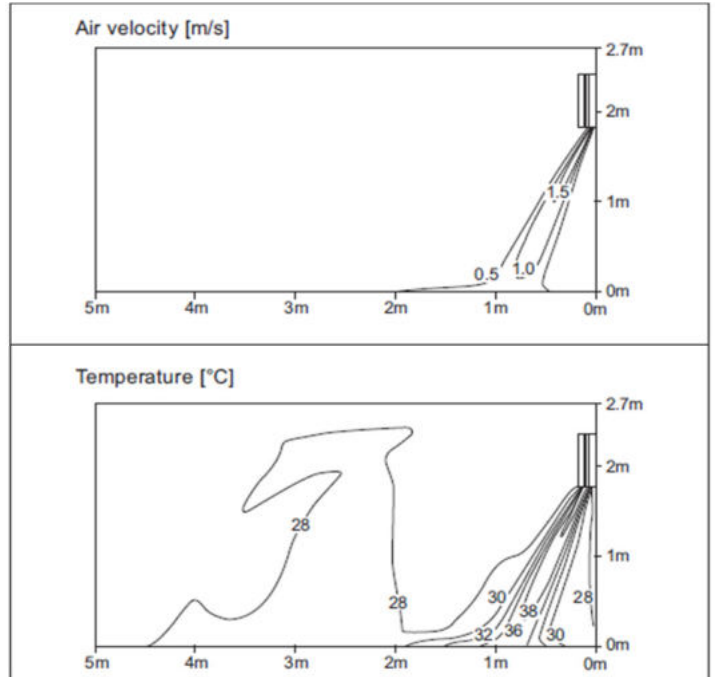 Air velocity [m/s]
2.7m
2m
1.5
1m
0.5 1.0
0m
5m 4m 3m 2m 1m 0m
Temperature [°C]
2.7m
2m
28
1m
28 30 38 28
32 36 30
0m
5m 4m 3m 2m 1m 0m